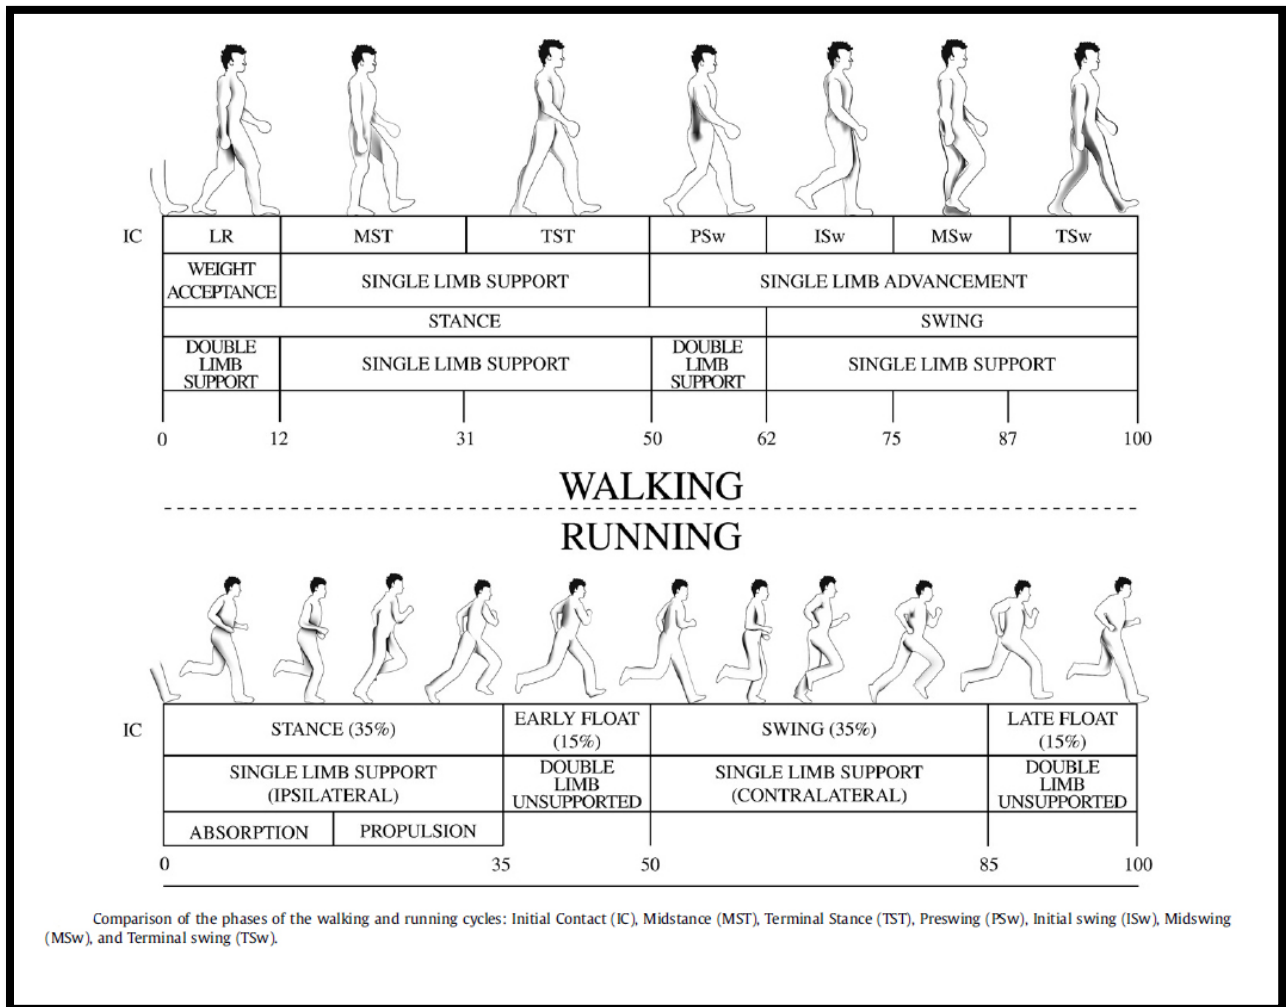 IC LR MST TST PSw ISw MSw TSw
WEIGHT
ACCEPTANCE
SINGLE LIMB SUPPORT
SINGLE LIMB ADVANCEMENT
STANCE
SWING
DOUBLE
LIMB
SUPPORT
SINGLE LIMB SUPPORT
DOUBLE
LIMB
SUPPORT
SINGLE LIMB SUPPORT
0 12 31 50 62 75 87 100
WALKING
RUNNING
IC
STANCE (35%)
EARLY FLOAT
(15%)
SWING (35%)
LATE FLOAT
(15%)
SINGLE LIMB SUPPORT
(IPSILATERAL)
DOUBLE
LIMB
UNSUPPORTED
SINGLE LIMB SUPPORT
(CONTRALATERAL)
DOUBLE
LIMB
UNSUPPORTED
ABSORPTION
PROPULSION
0 35 50 85 100
Comparison of the phases of the walking and running cycles: Initial Contact (IC), Midstance (MST), Terminal Stance (TST), Preswing (PSw), Initial swing (ISw), Midswing
(MSw), and Terminal swing (TSw).